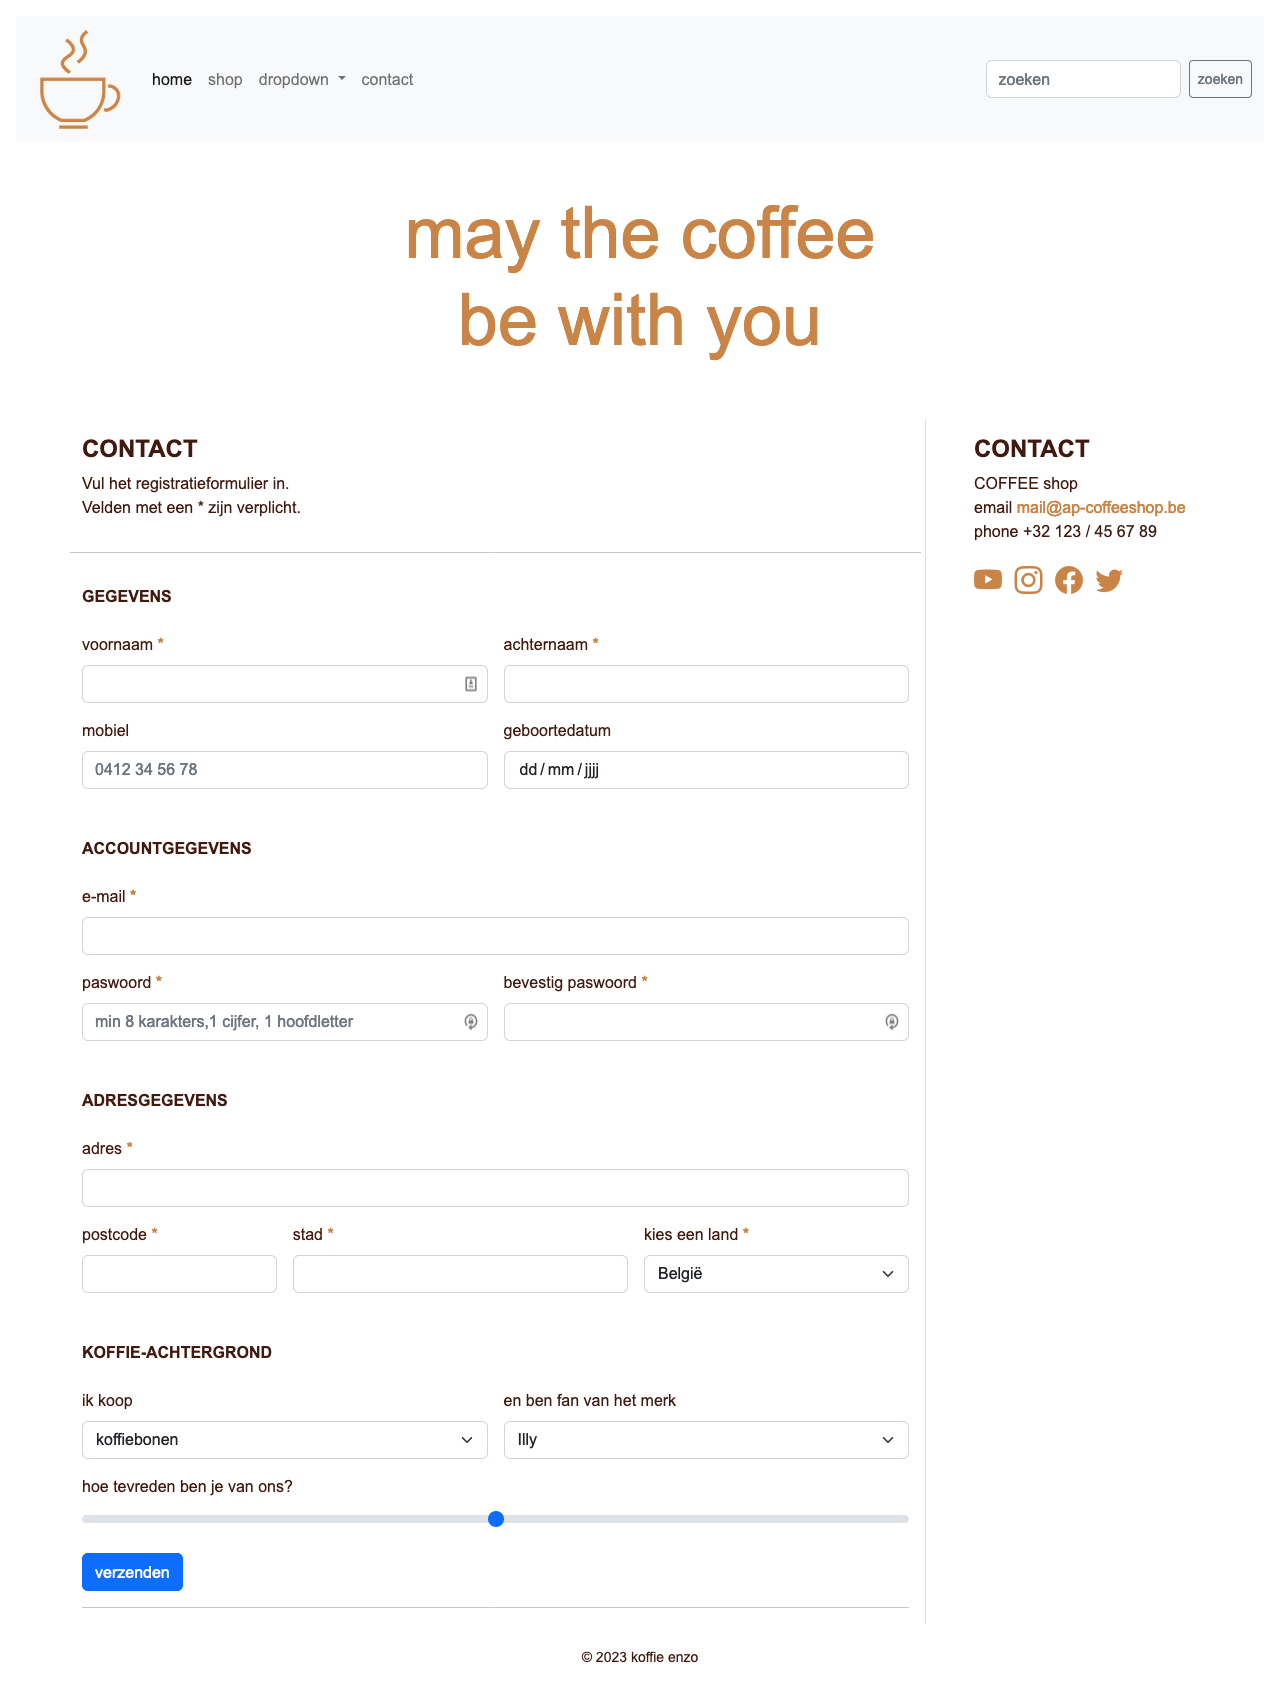 home shop dropdown contact zoeken zoeken
may the coffee
be with you
CONTACT
Vul het registratieformulier in.
Velden met een * zijn verplicht.
GEGEVENS
voornaam * achternaam *
mobiel geboortedatum
0412 34 56 78 dd/mm/jjjj
ACCOUNTGEGEVENS
e-mail *
paswoord * bevestig paswoord *
min 8 karakters,1 cijfer, 1 hoofdletter
ADRESGEGEVENS
adres *
postcode * stad * kies een land *
België
KOFFIE-ACHTERGROND
ik koop en ben fan van het merk
koffiebonen Illy
hoe tevreden ben je van ons?
verzenden
CONTACT
COFFEE shop
email mail@ap-coffeeshop.be
phone +32 123 / 45 67 89
© 2023 koffie enzo